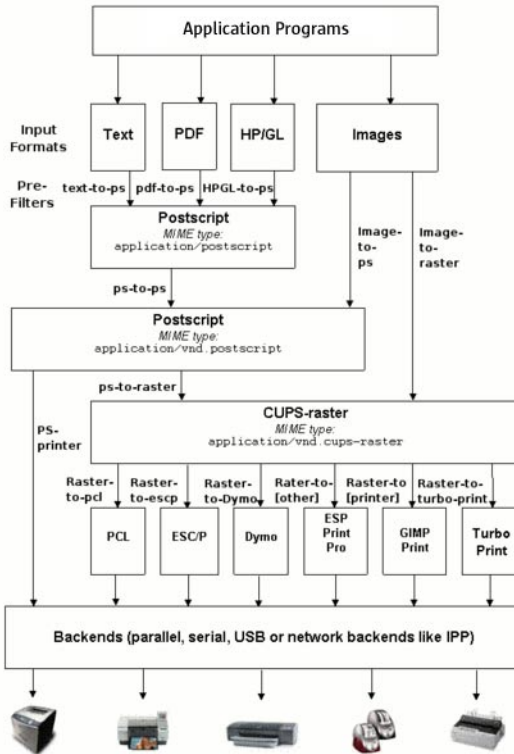 Application Programs
Input
Formats
Text
PDF
HP/GL
Images
Pre-
Filters
text-to-ps
pdf-to-ps
HPGL-to-ps
Postscript
MIME type:
application/postscript
Image-
to-
ps
Image-
to-
raster
ps-to-ps
Postscript
MIME type:
application/vnd.postscript
ps-to-raster
PS-
printer
CUPS-raster
MIME type:
application/vnd.cups-raster
Raster-
to-pcl
Raster-
to-escp
Raster-
to-Dymo
Rater-to-
[other]
Raster-to
[printer]
Raster-to-
turbo-print
PCL
ESC/P
Dymo
ESP
Print
Pro
GIMP
Print
Turbo
Print
Backends (parallel, serial, USB or network backends like IPP)